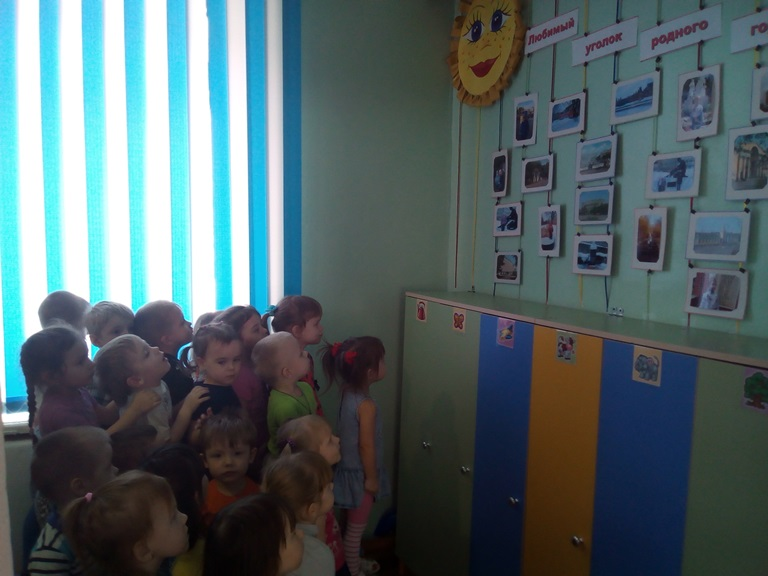 Любимый
уголок
родного